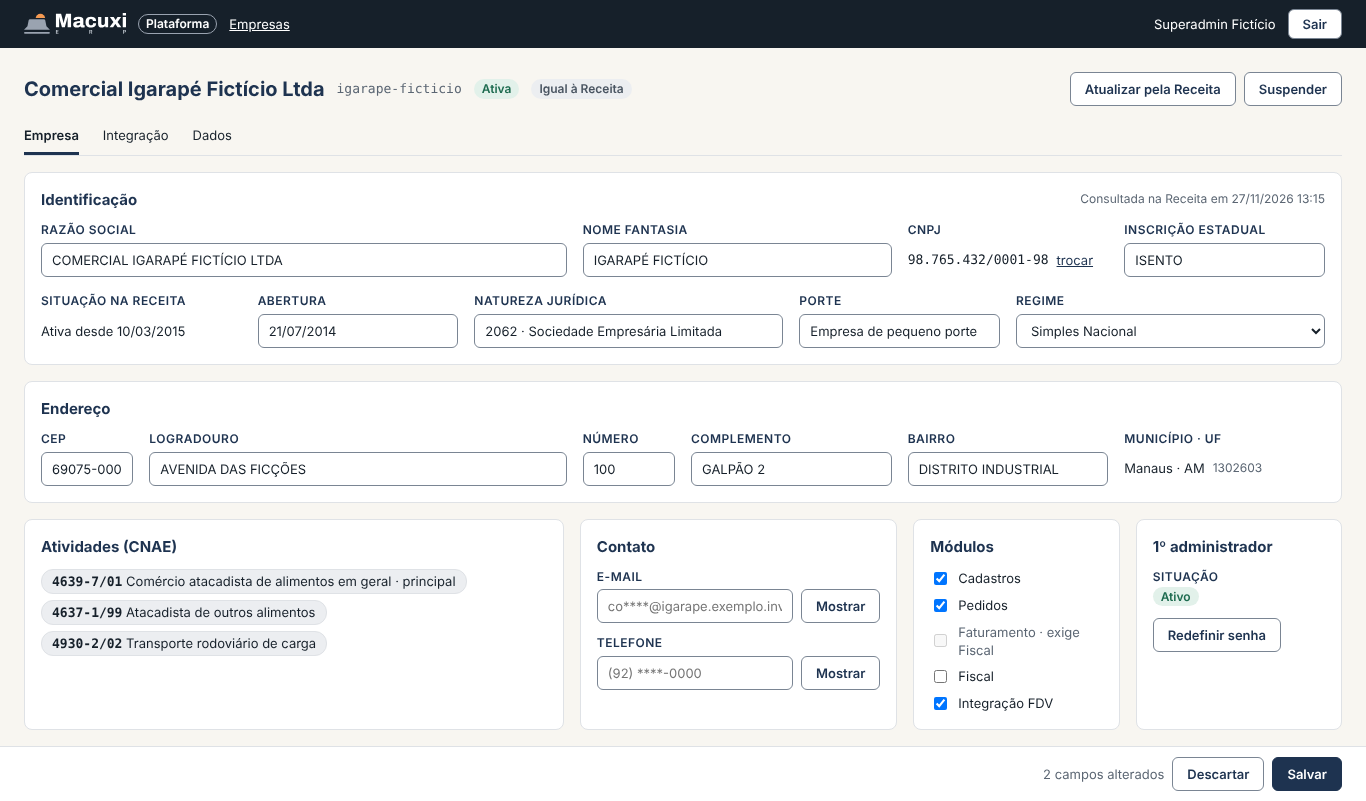 Macuxi
ERP
Plataforma
Empresas
Superadmin Fictício
Sair
Comercial Igarapé Fictício Ltda
igarape-ficticio
Ativa
Igual à Receita
Atualizar pela Receita
Suspender
Empresa
Integração
Dados
Identificação
Consultada na Receita em 27/11/2026 13:15
RAZÃO SOCIAL
NOME FANTASIA
CNPJ
INSCRIÇÃO ESTADUAL
COMERCIAL IGARAPÉ FICTÍCIO LTDA
IGARAPÉ FICTÍCIO
98.765.432/0001-98 trocar
ISENTO
SITUAÇÃO NA RECEITA
ABERTURA
NATUREZA JURÍDICA
PORTE
REGIME
Ativa desde 10/03/2015
21/07/2014
2062 · Sociedade Empresária Limitada
Empresa de pequeno porte
Simples Nacional
Endereço
CEP
LOGRADOURO
NÚMERO
COMPLEMENTO
BAIRRO
MUNICÍPIO · UF
69075-000
AVENIDA DAS FICÇÕES
100
GALPÃO 2
DISTRITO INDUSTRIAL
Manaus · AM 1302603
Atividades (CNAE)
4639-7/01 Comércio atacadista de alimentos em geral · principal
4637-1/99 Atacadista de outros alimentos
4930-2/02 Transporte rodoviário de carga
Contato
E-MAIL
co****@igarape.exemplo.inv
Mostrar
TELEFONE
(92) ****-0000
Mostrar
Módulos
Cadastros
Pedidos
Faturamento · exige
Fiscal
Fiscal
Integração FDV
1º administrador
SITUAÇÃO
Ativo
Redefinir senha
2 campos alterados
Descartar
Salvar